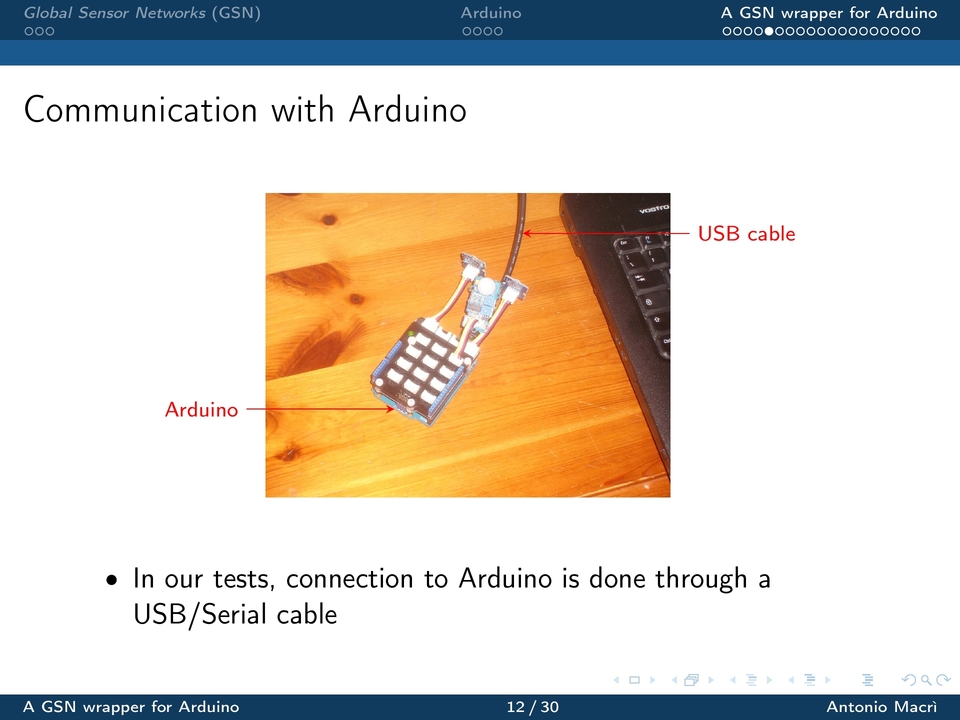 Global Sensor Networks (GSN)
Arduino
A GSN wrapper for Arduino
Communication with Arduino
vostro
USB cable
Arduino
• In our tests, connection to Arduino is done through a
USB/Serial cable
A GSN wrapper for Arduino
12 / 30
Antonio Macrì